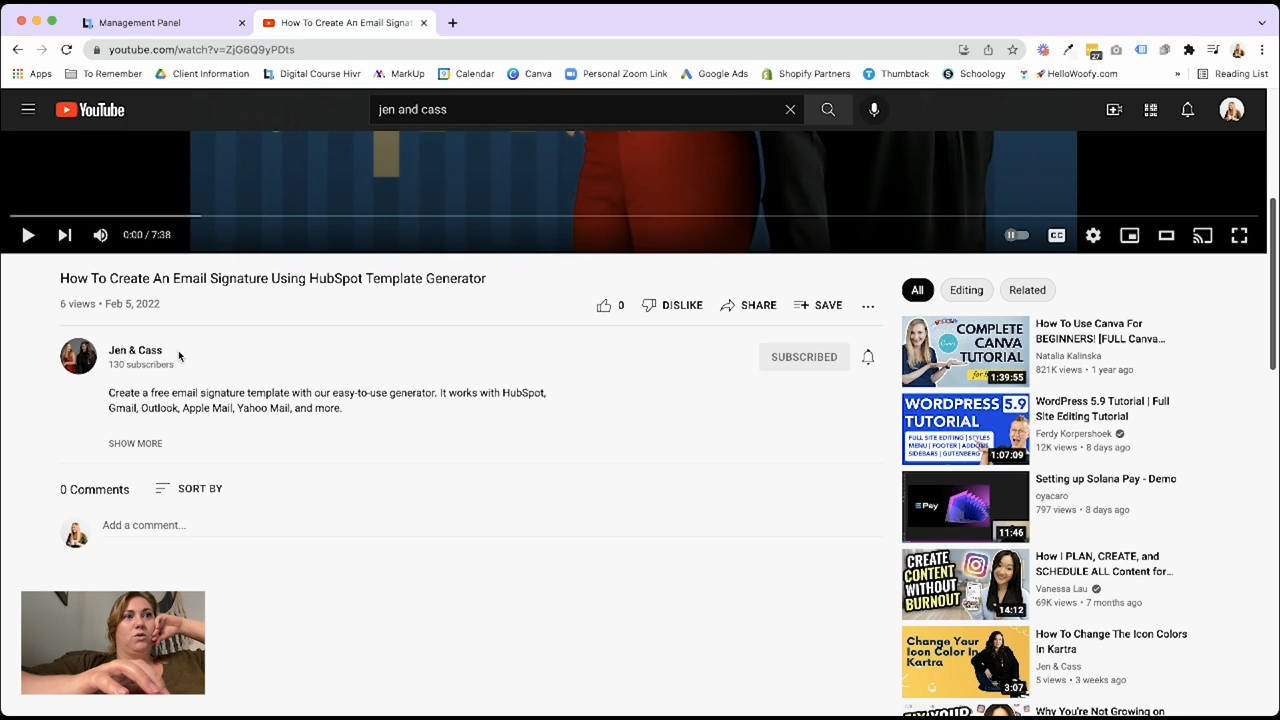 Management Panel
How To Create An Email Signat
youtube.com/watch?v=ZjG6Q9yPDts
27
Apps
To Remember
Client Information
Digital Course Hivr
MarkUp
Calendar
Canva
Personal Zoom Link
Google Ads
Shopify Partners
Thumbtack
Schoology
HelloWoofy.com
»
Reading List
YouTube
jen and cass
0:00 / 7:38
CC
How To Create An Email Signature Using HubSpot Template Generator
6 views • Feb 5, 2022
0
DISLIKE
SHARE
SAVE
Jen & Cass
130 subscribers
SUBSCRIBED
Create a free email signature template with our easy-to-use generator. It works with HubSpot,
Gmail, Outlook, Apple Mail, Yahoo Mail, and more.
SHOW MORE
0 Comments
SORT BY
Add a comment...
All
Editing
Related
COMPLETE
CANVA
TUTORIAL
1:39:55
How To Use Canva For
BEGINNERS! [FULL Canva...
Natalia Kalinska
821K views • 1 year ago
WORDPRESS 5.9
TUTORIAL
FULL SITE EDITING | STYLES
MENU | FOOTER | ADD
SIDEBARS | GUTENBERG
1:07:09
WordPress 5.9 Tutorial | Full
Site Editing Tutorial
Ferdy Korpershoek
12K views • 8 days ago
Pay
11:46
Setting up Solana Pay - Demo
oyacaro
797 views • 8 days ago
CREATE
CONTENT
WITHOUT
BURNOUT
14:12
How I PLAN, CREATE, and
SCHEDULE ALL Content for...
Vanessa Lau
69K views • 7 months ago
Change Your
Icon Color In
Kartra
3:07
How To Change The Icon Colors
In Kartra
Jen & Cass
5 views • 3 weeks ago
Why You're Not Growing on